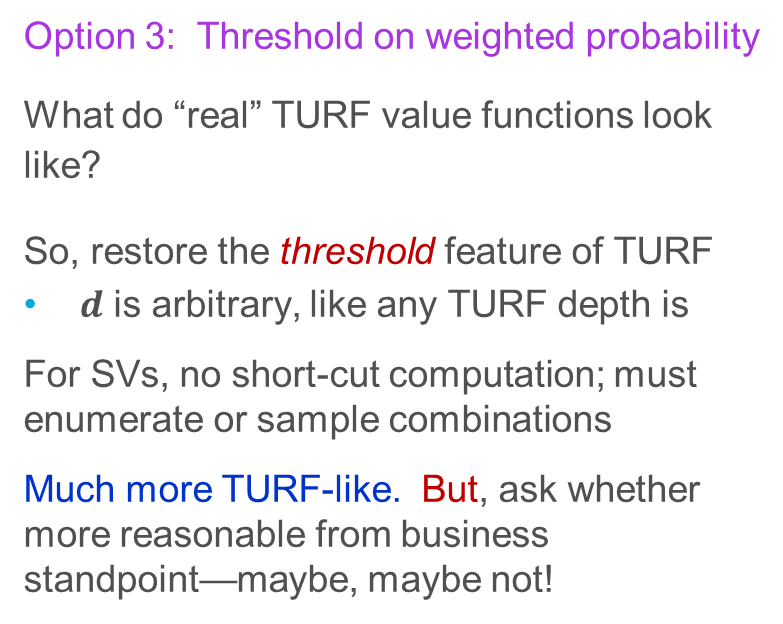 Option 3:  Threshold on weighted probability
What do “real” TURF value functions look
like?
So, restore the threshold feature of TURF
• d is arbitrary, like any TURF depth is
For SVs, no short-cut computation; must
enumerate or sample combinations
Much more TURF-like.  But, ask whether
more reasonable from business
standpoint—maybe, maybe not!